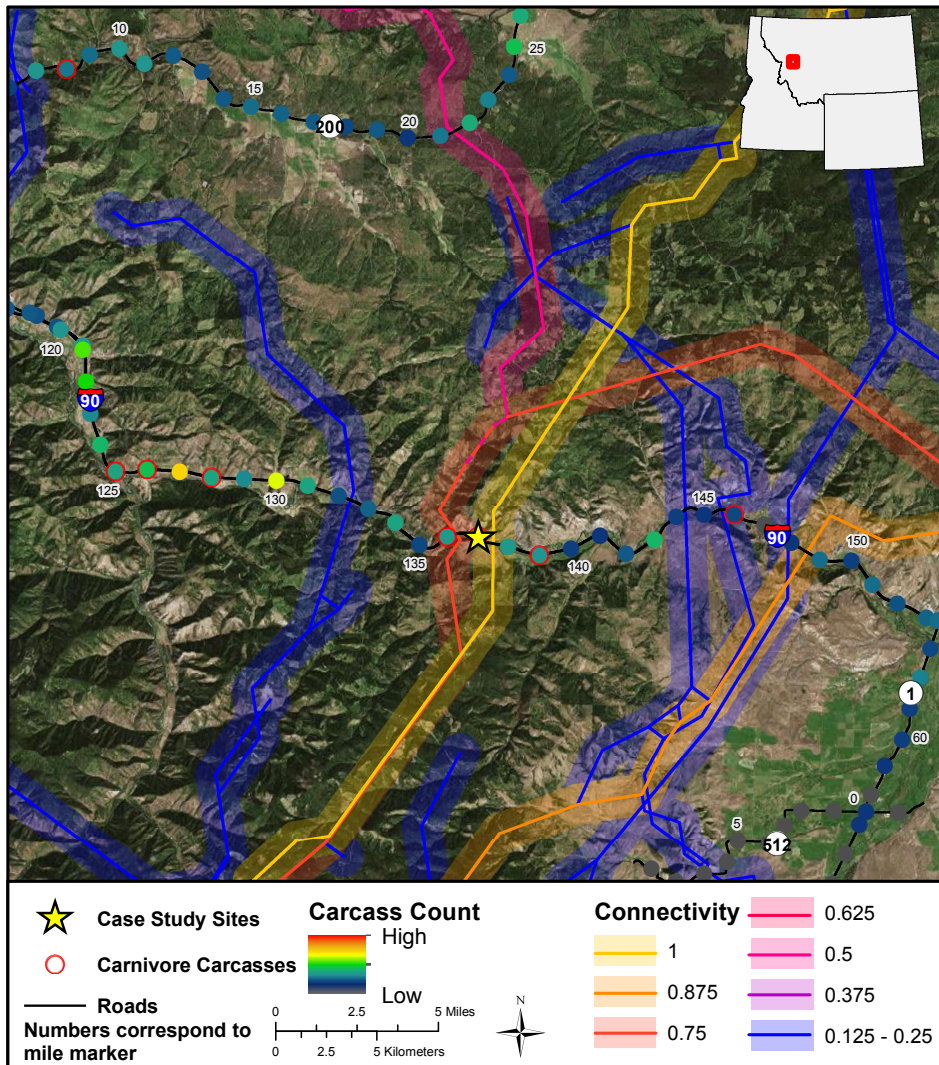 10
25
15
200
20
120
90
125
130
135
140
145
90
150
1
60
0
5
512
Case Study Sites
Carnivore Carcasses
Roads
Numbers correspond to
mile marker
Carcass Count
High
Low
0 2.5 5 Miles
0 2.5 5 Kilometers
N
Connectivity
1
0.875
0.75
0.625
0.5
0.375
0.125 - 0.25